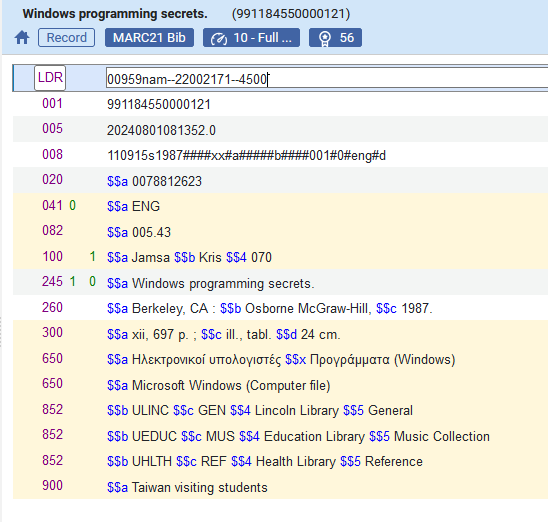 Windows programming secrets. (991184550000121)
Record MARC21 Bib 10 - Full ... 56
LDR 00959nam--22002171--4500
001 991184550000121
005 20240801081352.0
008 110915s1987####xx#a#####b####001#0#eng#d
020 $$a 0078812623
041 0 $$a ENG
082 $$a 005.43
100 1 $$a Jamsa $$b Kris $$4 070
245 1 0 $$a Windows programming secrets.
260 $$a Berkeley, CA : $$b Osborne McGraw-Hill, $$c 1987.
300 $$a xii, 697 p. ; $$c ill., tabl. $$d 24 cm.
650 $$a Ηλεκτρονικοί υπολογιστές $$x Προγράμματα (Windows)
650 $$a Microsoft Windows (Computer file)
852 $$b ULINC $$c GEN $$4 Lincoln Library $$5 General
852 $$b UEDUC $$c MUS $$4 Education Library $$5 Music Collection
852 $$b UHLTH $$c REF $$4 Health Library $$5 Reference
900 $$a Taiwan visiting students